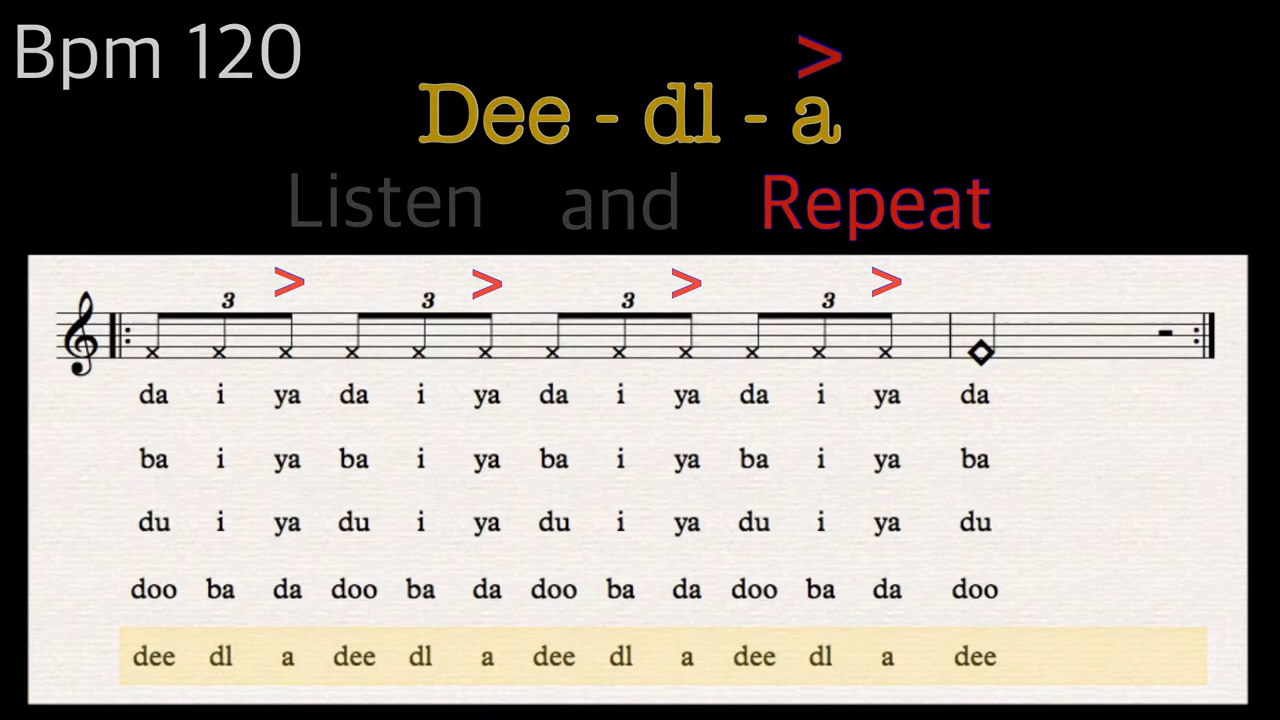 Bpm 120
>
Dee - dl - a
Listen and Repeat
3 > 3 > 3 > 3 >
da i ya da i ya da i ya da i ya da
ba i ya ba i ya ba i ya ba i ya ba
du i ya du i ya du i ya du i ya du
doo ba da doo ba da doo ba da doo ba da doo
dee dl a dee dl a dee dl a dee dl a dee